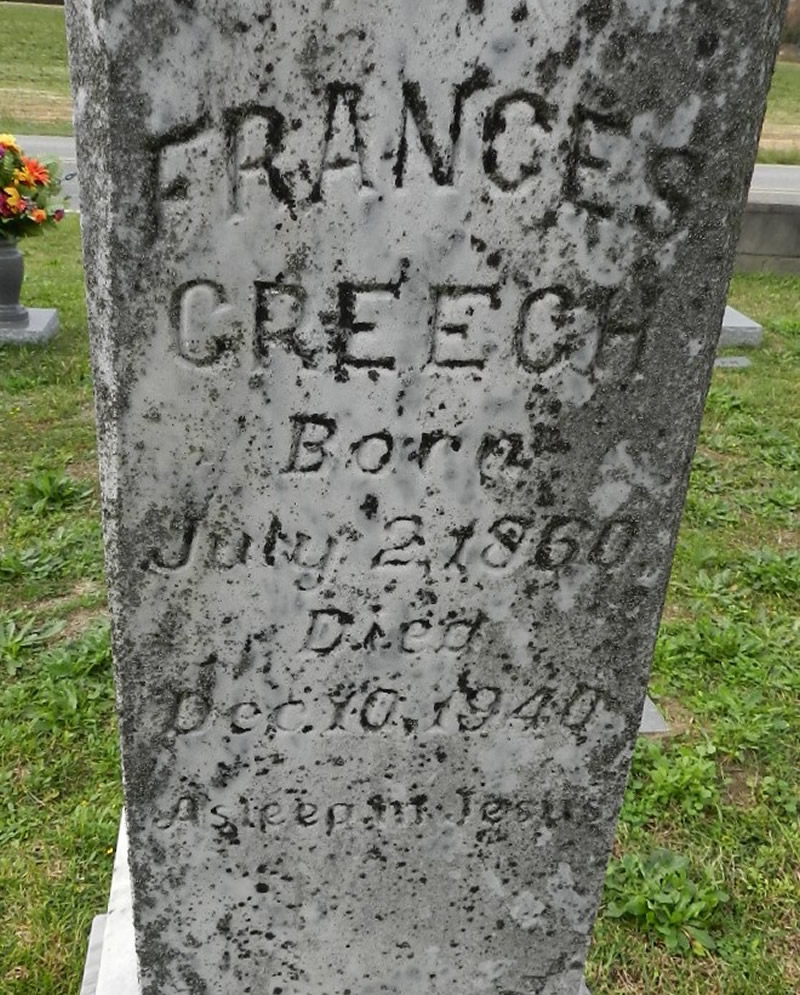 FRANCES
CREECH
Born
July 2, 1860
Died
Dec. 10, 1940
Asleep in Jesus